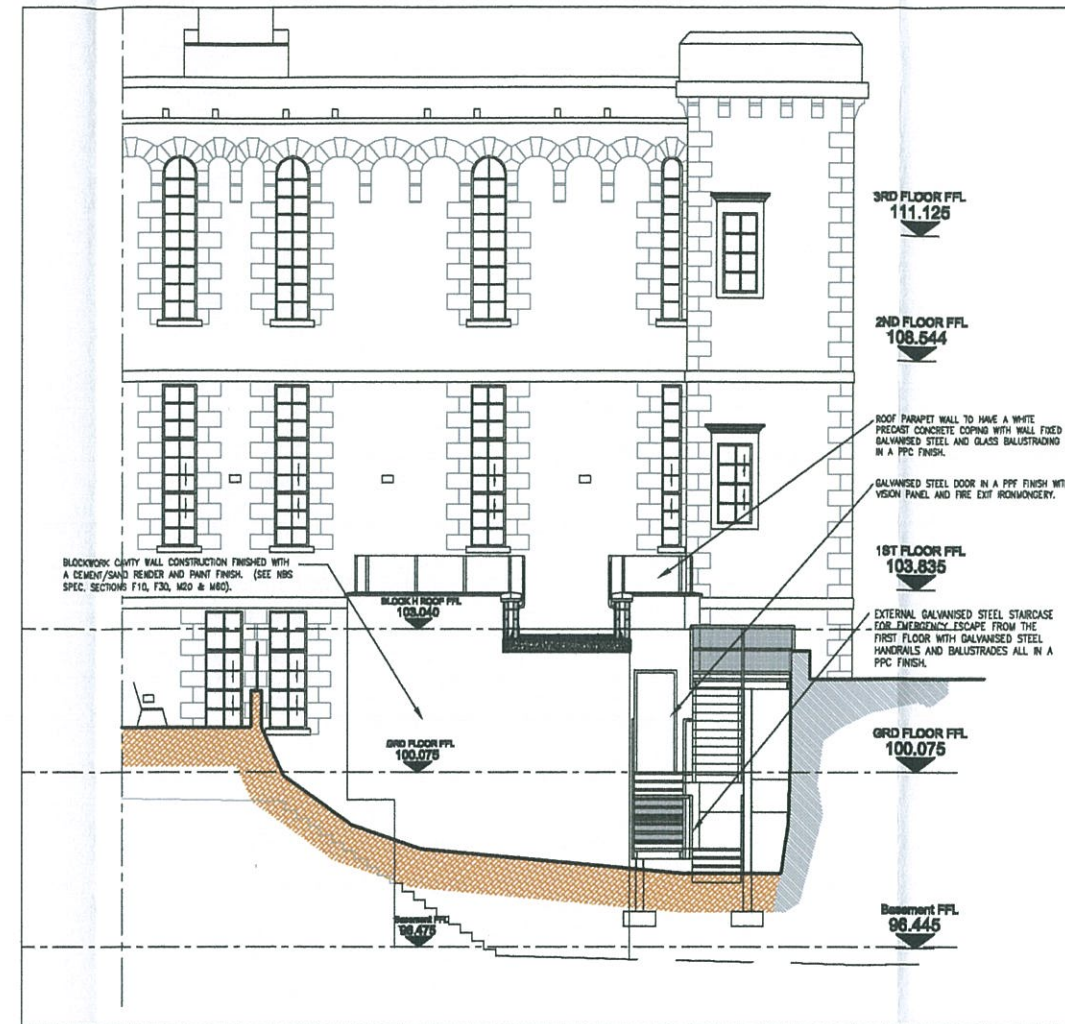 3RD FLOOR FFL
111.125
2ND FLOOR FFL
108.544
ROOF PARAPET WALL TO HAVE A WHITE
PRECAST CONCRETE COPING WITH WALL FIXED
GALVANISED STEEL AND GLASS BALUSTRADING
IN A PPC FINISH.
GALVANISED STEEL DOOR IN A PPF FINISH WITH
VISION PANEL AND FIRE EXIT IRONMONGERY.
1ST FLOOR FFL
103.835
BLOCKWORK CAVITY WALL CONSTRUCTION FINISHED WITH
A CEMENT/SAND RENDER AND PAINT FINISH. (SEE NBS
SPEC. SECTIONS F10, F30, M20 & M60).
BLOCK H ROOF FFL
103.040
EXTERNAL GALVANISED STEEL STAIRCASE
FOR EMERGENCY ESCAPE FROM THE
FIRST FLOOR WITH GALVANISED STEEL
HANDRAILS AND BALUSTRADES ALL IN A
PPC FINISH.
GRD FLOOR FFL
100.075
GRD FLOOR FFL
100.075
Basement FFL
96.475
Basement FFL
96.445